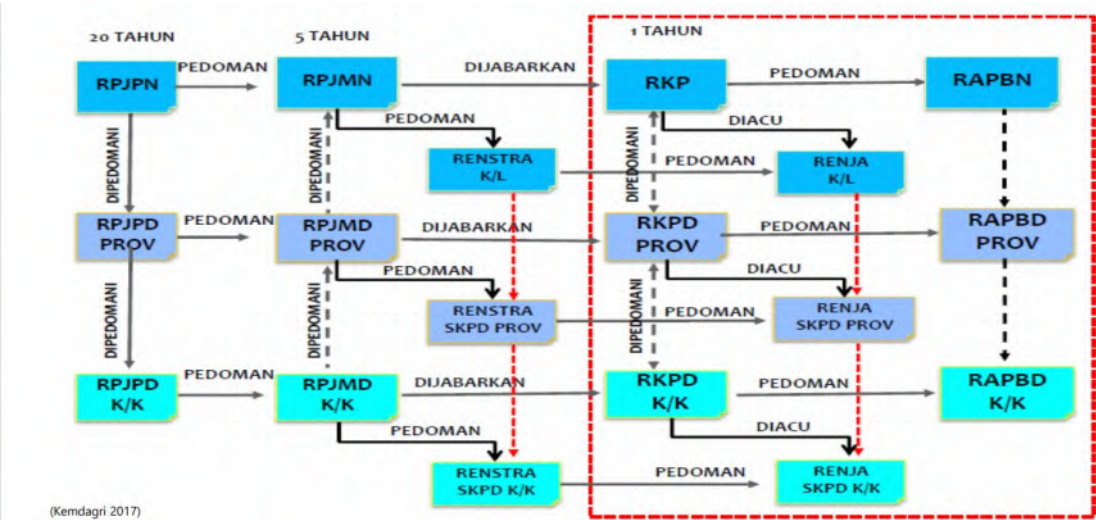 20 TAHUN
5 TAHUN
1 TAHUN
RPJPN
PEDOMAN
RPJMN
DIJABARKAN
RKP
PEDOMAN
RAPBN
PEDOMAN
DIACU
DIPEDOMANI
DIPEDOMANI
RENSTRA
K/L
PEDOMAN
DIPEDOMANI
RENJA
K/L
RPJPD
PROV
PEDOMAN
RPJMD
PROV
DIJABARKAN
RKPD
PROV
PEDOMAN
RAPBD
PROV
PEDOMAN
DIACU
DIPEDOMANI
DIPEDOMANI
RENSTRA
SKPD PROV
PEDOMAN
DIPEDOMANI
RENJA
SKPD PROV
RPJPD
K/K
PEDOMAN
RPJMD
K/K
DIJABARKAN
RKPD
K/K
PEDOMAN
RAPBD
K/K
PEDOMAN
DIACU
RENSTRA
SKPD K/K
PEDOMAN
RENJA
SKPD K/K
(Kemdagri 2017)